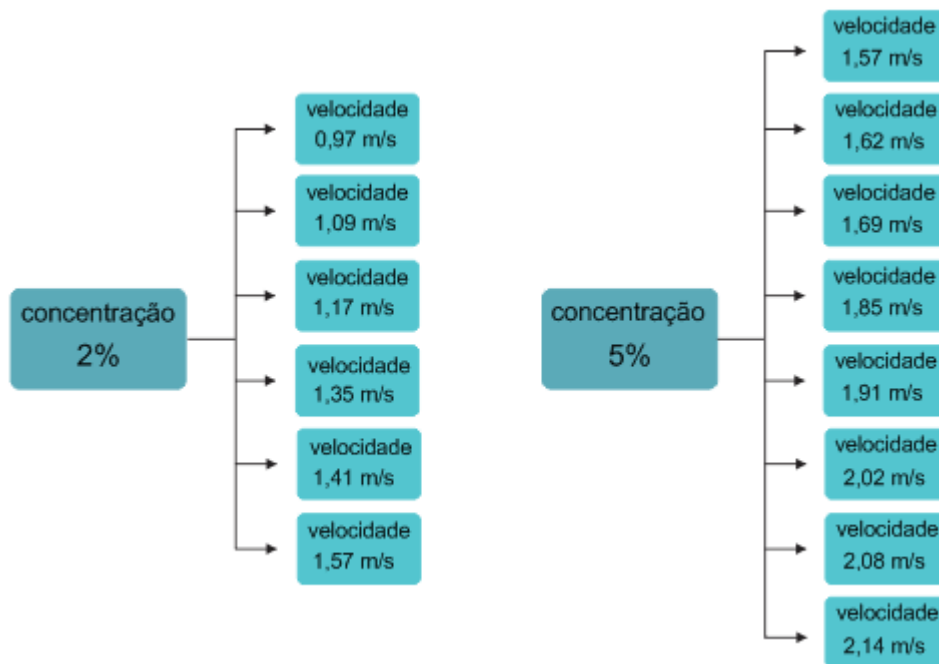 concentração
2%
velocidade
0,97 m/s
velocidade
1,09 m/s
velocidade
1,17 m/s
velocidade
1,35 m/s
velocidade
1,41 m/s
velocidade
1,57 m/s
concentração
5%
velocidade
1,57 m/s
velocidade
1,62 m/s
velocidade
1,69 m/s
velocidade
1,85 m/s
velocidade
1,91 m/s
velocidade
2,02 m/s
velocidade
2,08 m/s
velocidade
2,14 m/s